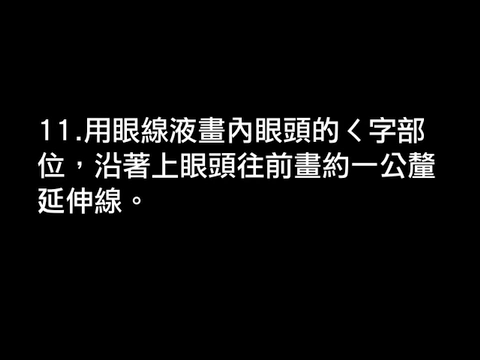 11.用眼線液畫內眼頭的ㄑ字部
位，沿著上眼頭往前畫約一公釐
延伸線。